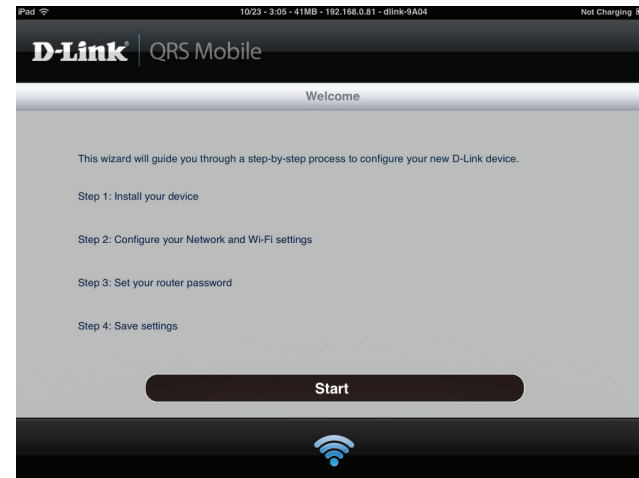 iPad 10/23 - 3:05 - 41MB - 192.168.0.81 - dlink-9A04 Not Charging
D-Link® QRS Mobile
Welcome
This wizard will guide you through a step-by-step process to configure your new D-Link device.
Step 1: Install your device
Step 2: Configure your Network and Wi-Fi settings
Step 3: Set your router password
Step 4: Save settings
Start